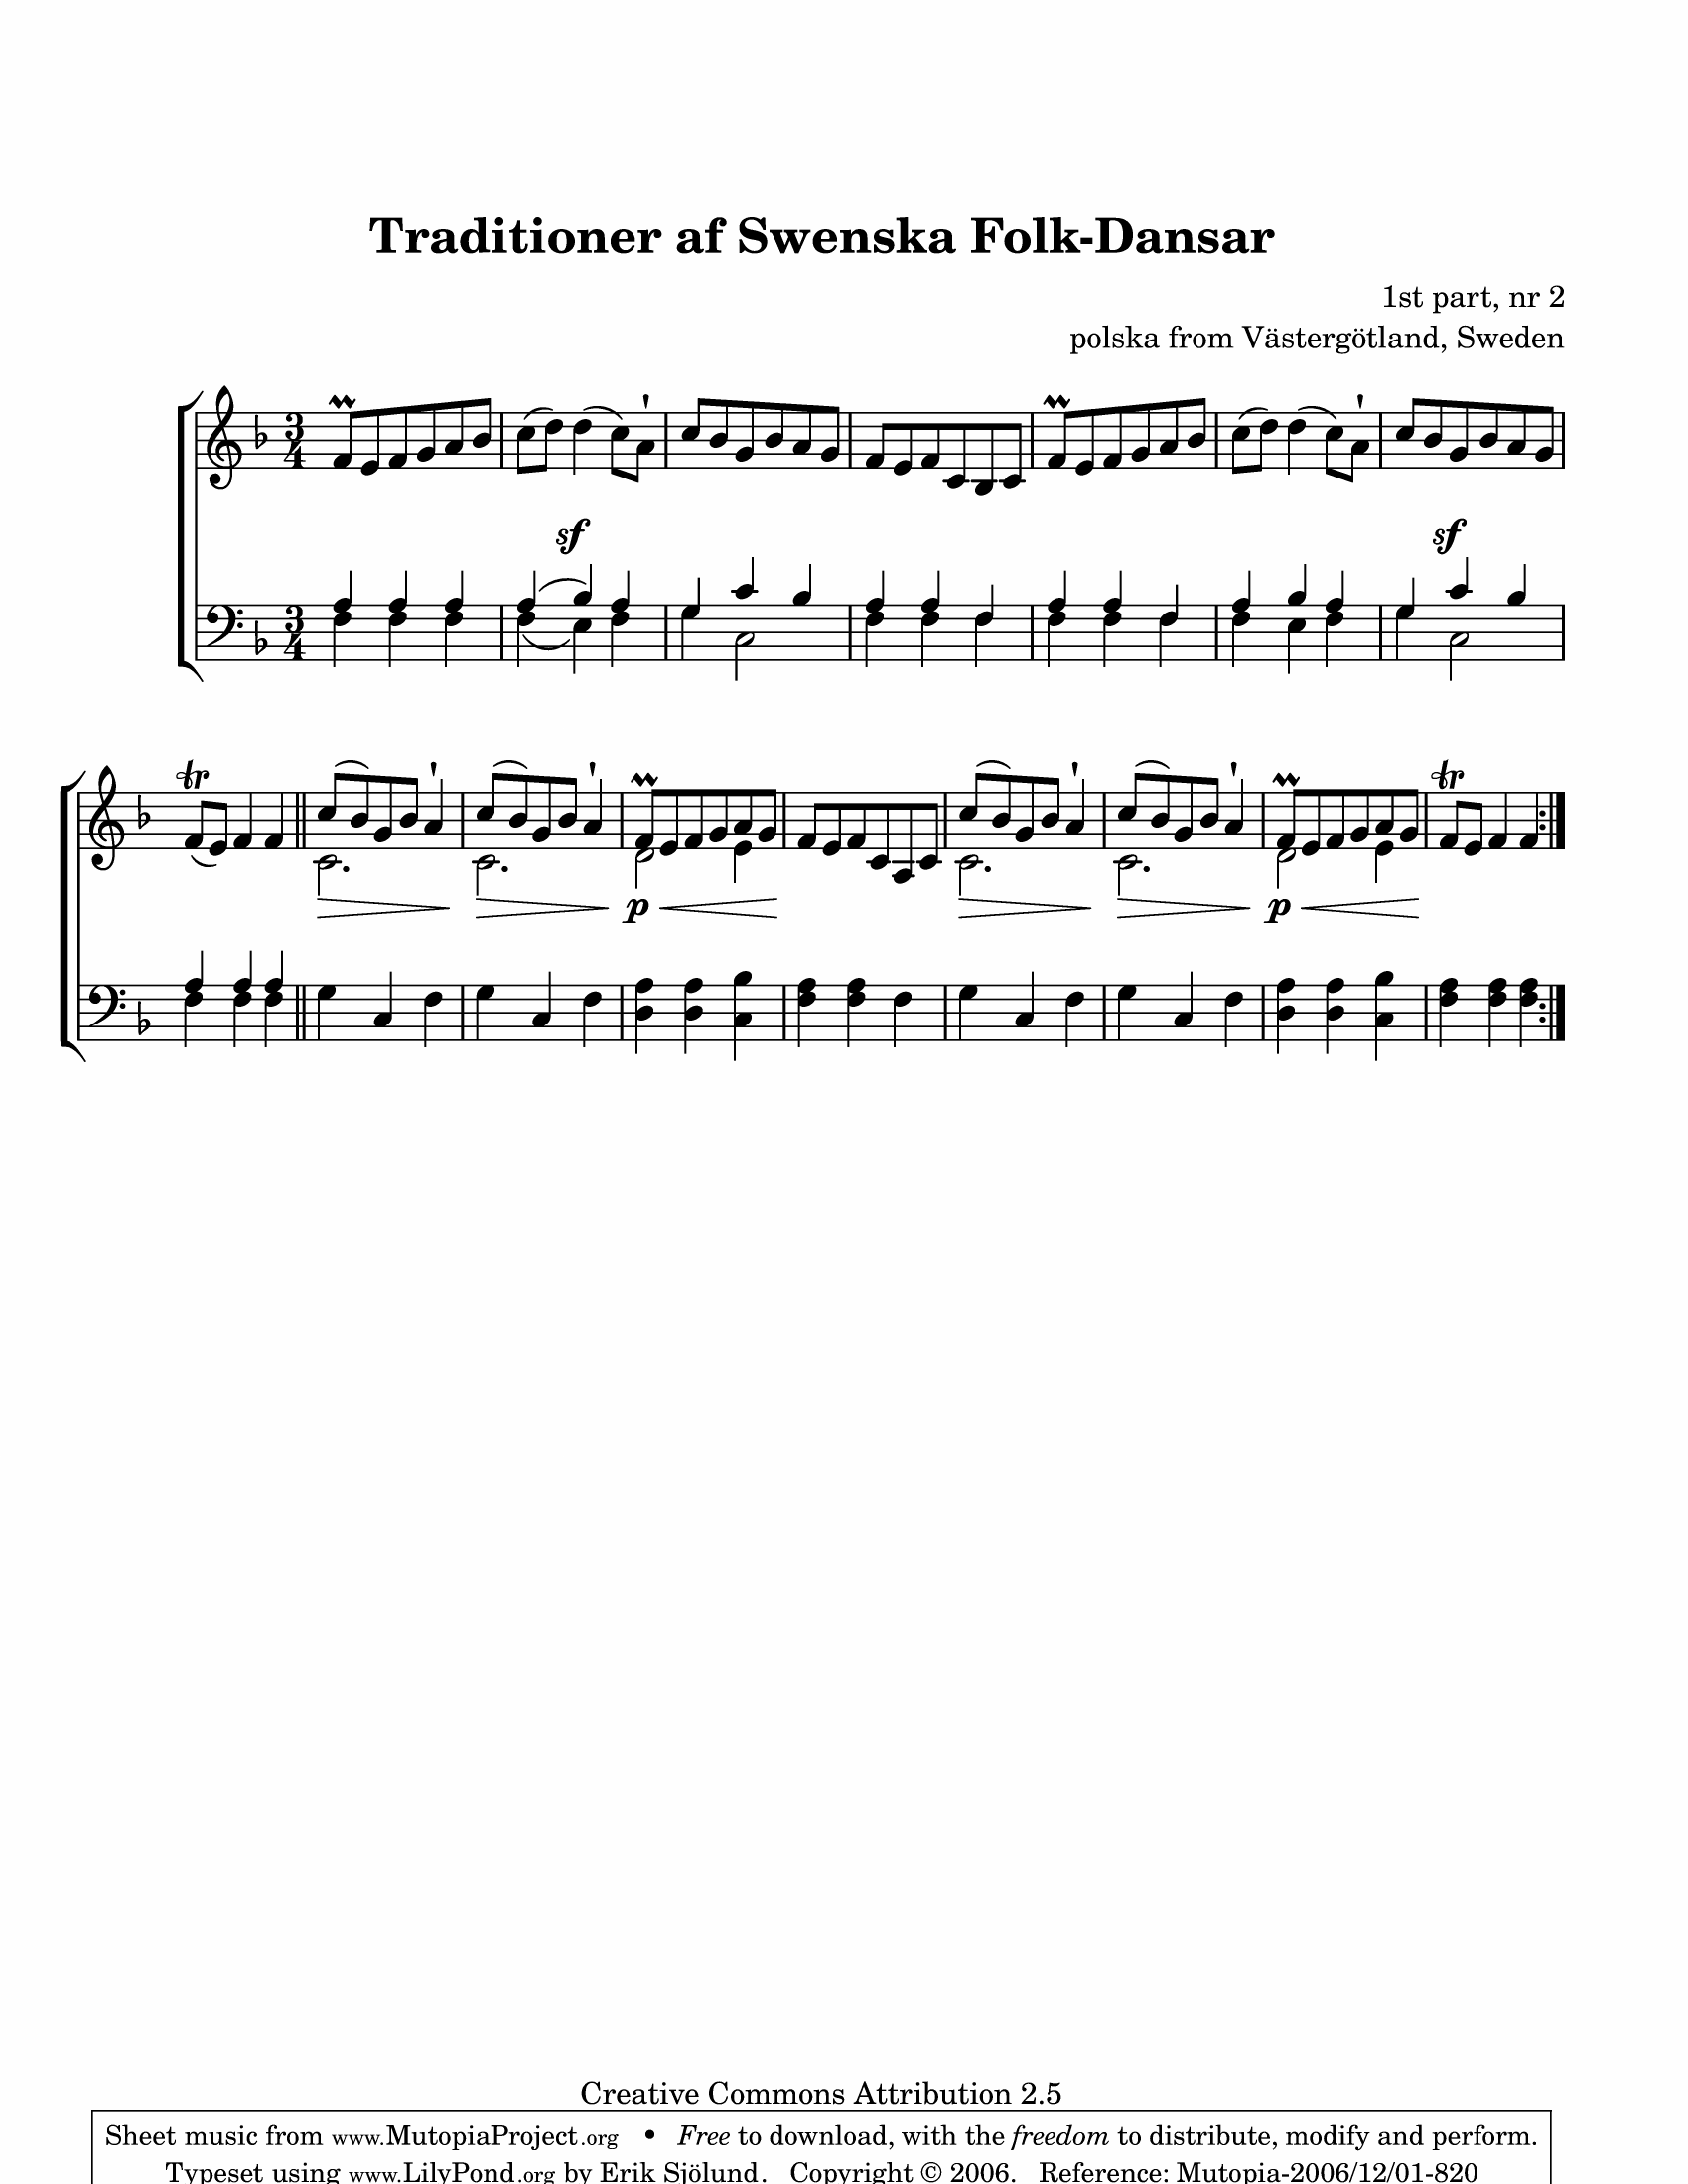 Traditioner af Swenska Folk-Dansar
1st part, nr 2
polska from Västergötland, Sweden
3
4
sf
sf
3
4
tr
tr
p
p
Creative Commons Attribution 2.5
Sheet music from www.MutopiaProject.org • Free to download, with the freedom to distribute, modify and perform.
Typeset using www.LilyPond.org by Erik Sjölund. Copyright © 2006. Reference: Mutopia-2006/12/01-820